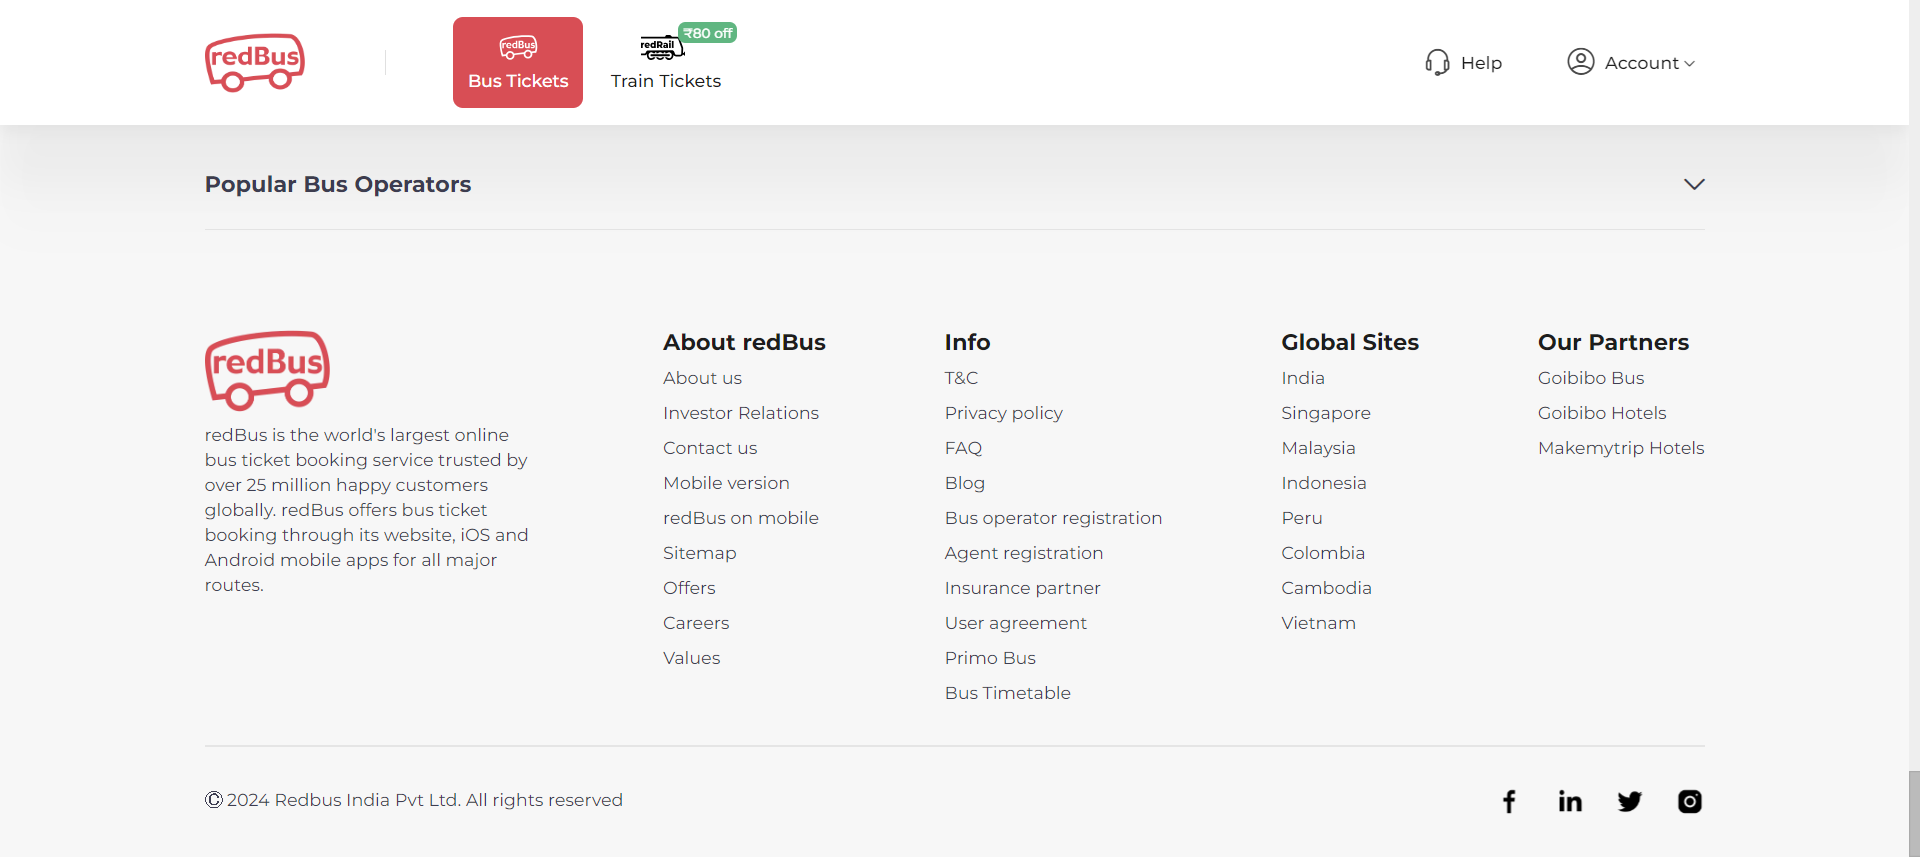 redBus
redBus
Bus Tickets
redRail
₹80 off
Train Tickets
Help
Account
Popular Bus Operators
redBus
redBus is the world's largest online
bus ticket booking service trusted by
over 25 million happy customers
globally. redBus offers bus ticket
booking through its website, iOS and
Android mobile apps for all major
routes.
About redBus
About us
Investor Relations
Contact us
Mobile version
redBus on mobile
Sitemap
Offers
Careers
Values
Info
T&C
Privacy policy
FAQ
Blog
Bus operator registration
Agent registration
Insurance partner
User agreement
Primo Bus
Bus Timetable
Global Sites
India
Singapore
Malaysia
Indonesia
Peru
Colombia
Cambodia
Vietnam
Our Partners
Goibibo Bus
Goibibo Hotels
Makemytrip Hotels
© 2024 Redbus India Pvt Ltd. All rights reserved